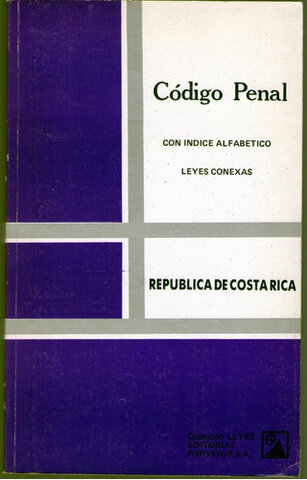 Código Penal
CON INDICE ALFABETICO
LEYES CONEXAS
REPUBLICA DE COSTA RICA
Colección LEYES
EDITORIAL
PORVENIR S.A.